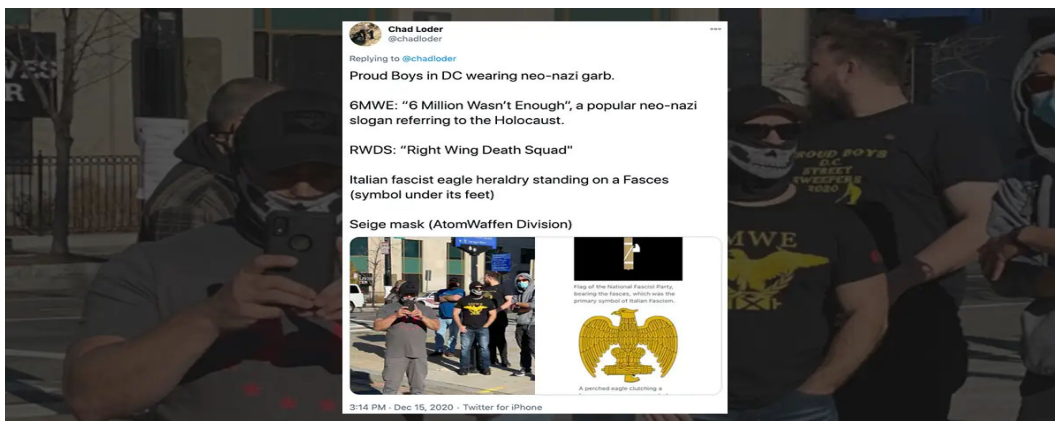 Chad Loder
@chadloder
Replying to @chadloder
Proud Boys in DC wearing neo-nazi garb.
6MWE: “6 Million Wasn’t Enough”, a popular neo-nazi
slogan referring to the Holocaust.
RWDS: “Right Wing Death Squad"
Italian fascist eagle heraldry standing on a Fasces
(symbol under its feet)
Seige mask (AtomWaffen Division)
Flag of the National Fascist Party,
bearing the fasces, which was the
primary symbol of Italian Fascism.
A perched eagle clutching a
3:14 PM · Dec 15, 2020 · Twitter for iPhone
PROUD BOYS
D.C.
STREET
SWEEPERS
2020
MWE